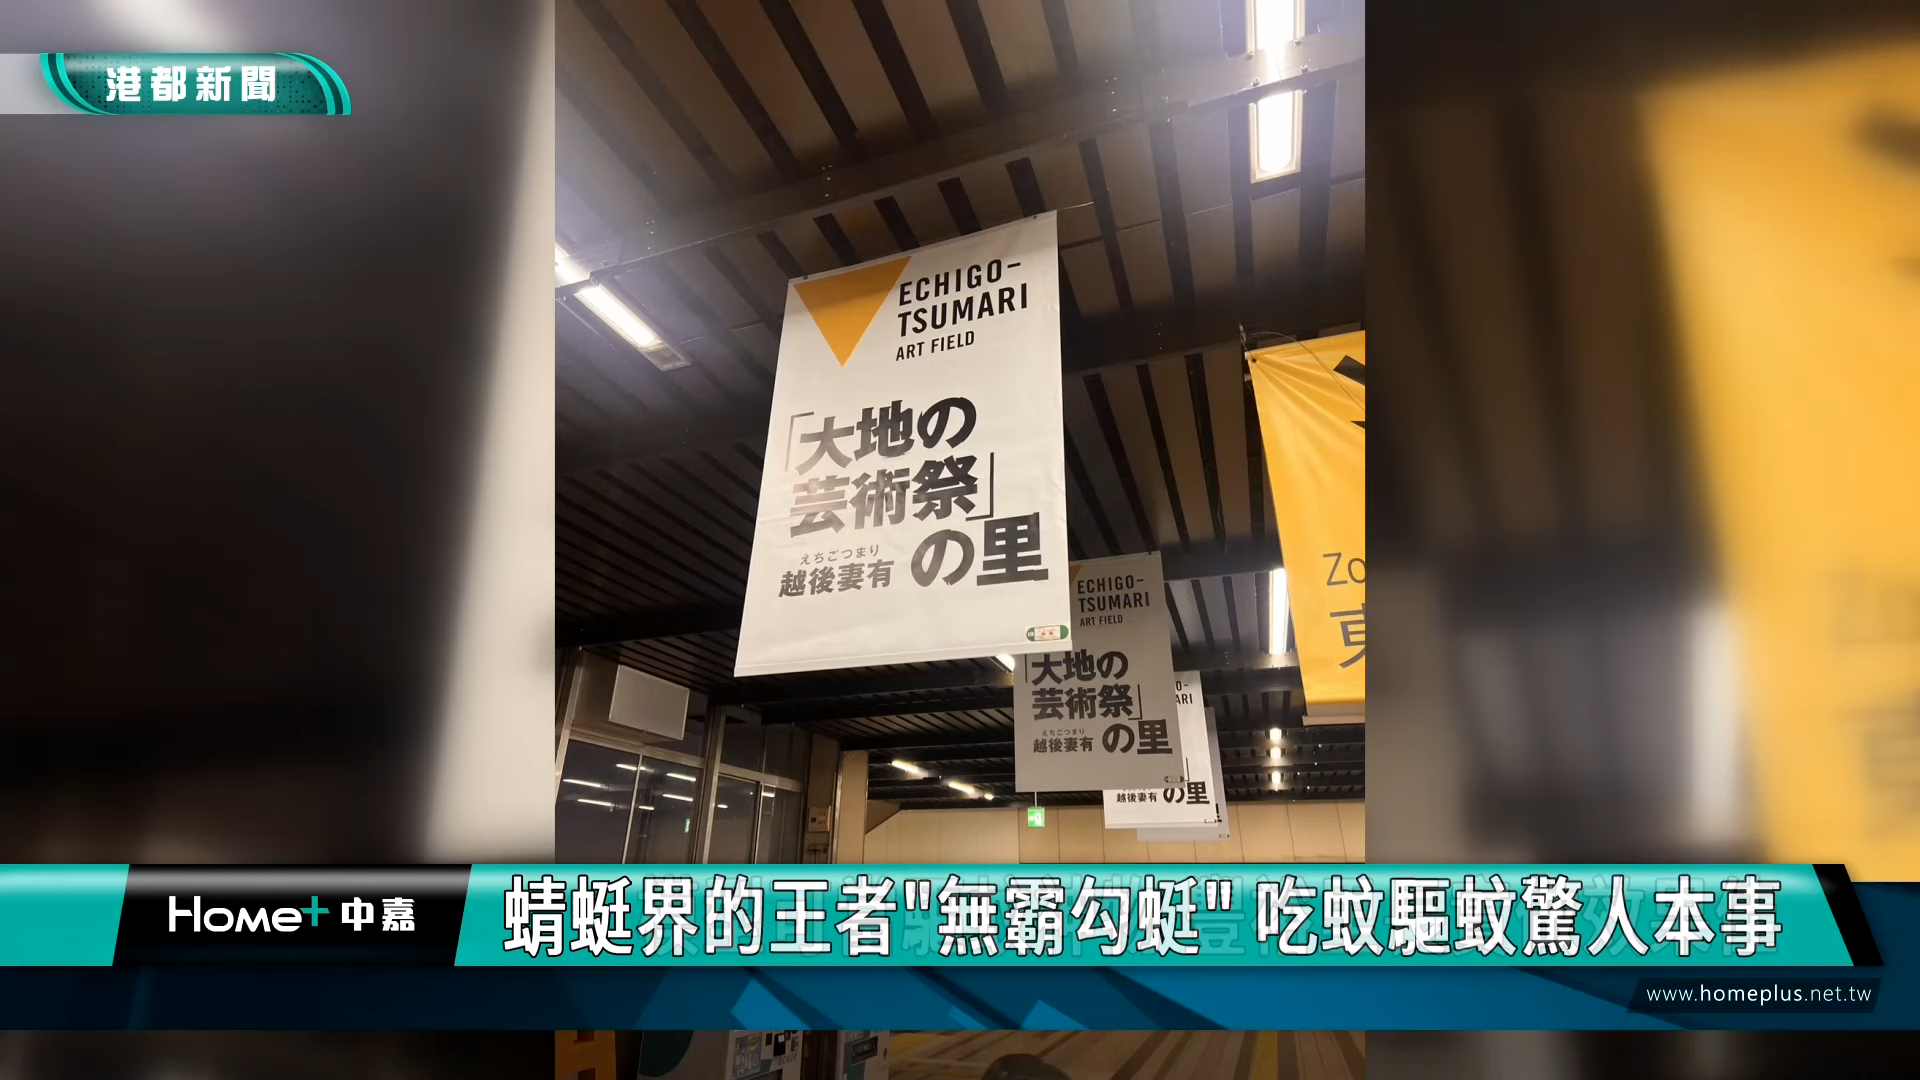 港都新聞
ECHIGO-
TSUMARI
ART FIELD
「大地の
芸術祭」
の里
えちごつまり
越後妻有
ECHIGO-
TSUMARI
ART FIELD
「大地の
芸術祭」
の里
えちごつまり
越後妻有
越後妻有 の里
Zo
東
Home+ 中嘉
蜻蜓界的王者"無霸勾蜓" 吃蚊驅蚊驚人本事
www.homeplus.net.tw